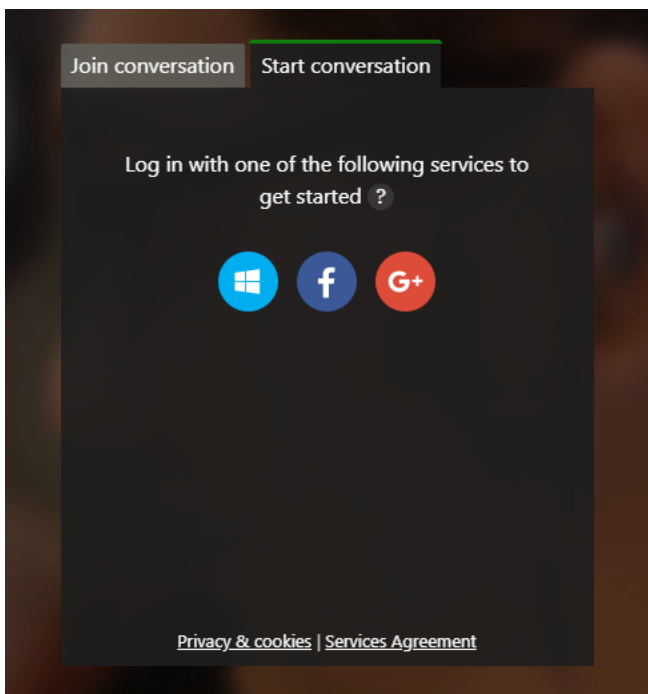 Join conversation Start conversation
Log in with one of the following services to
get started ?
f G+
Privacy & cookies | Services Agreement